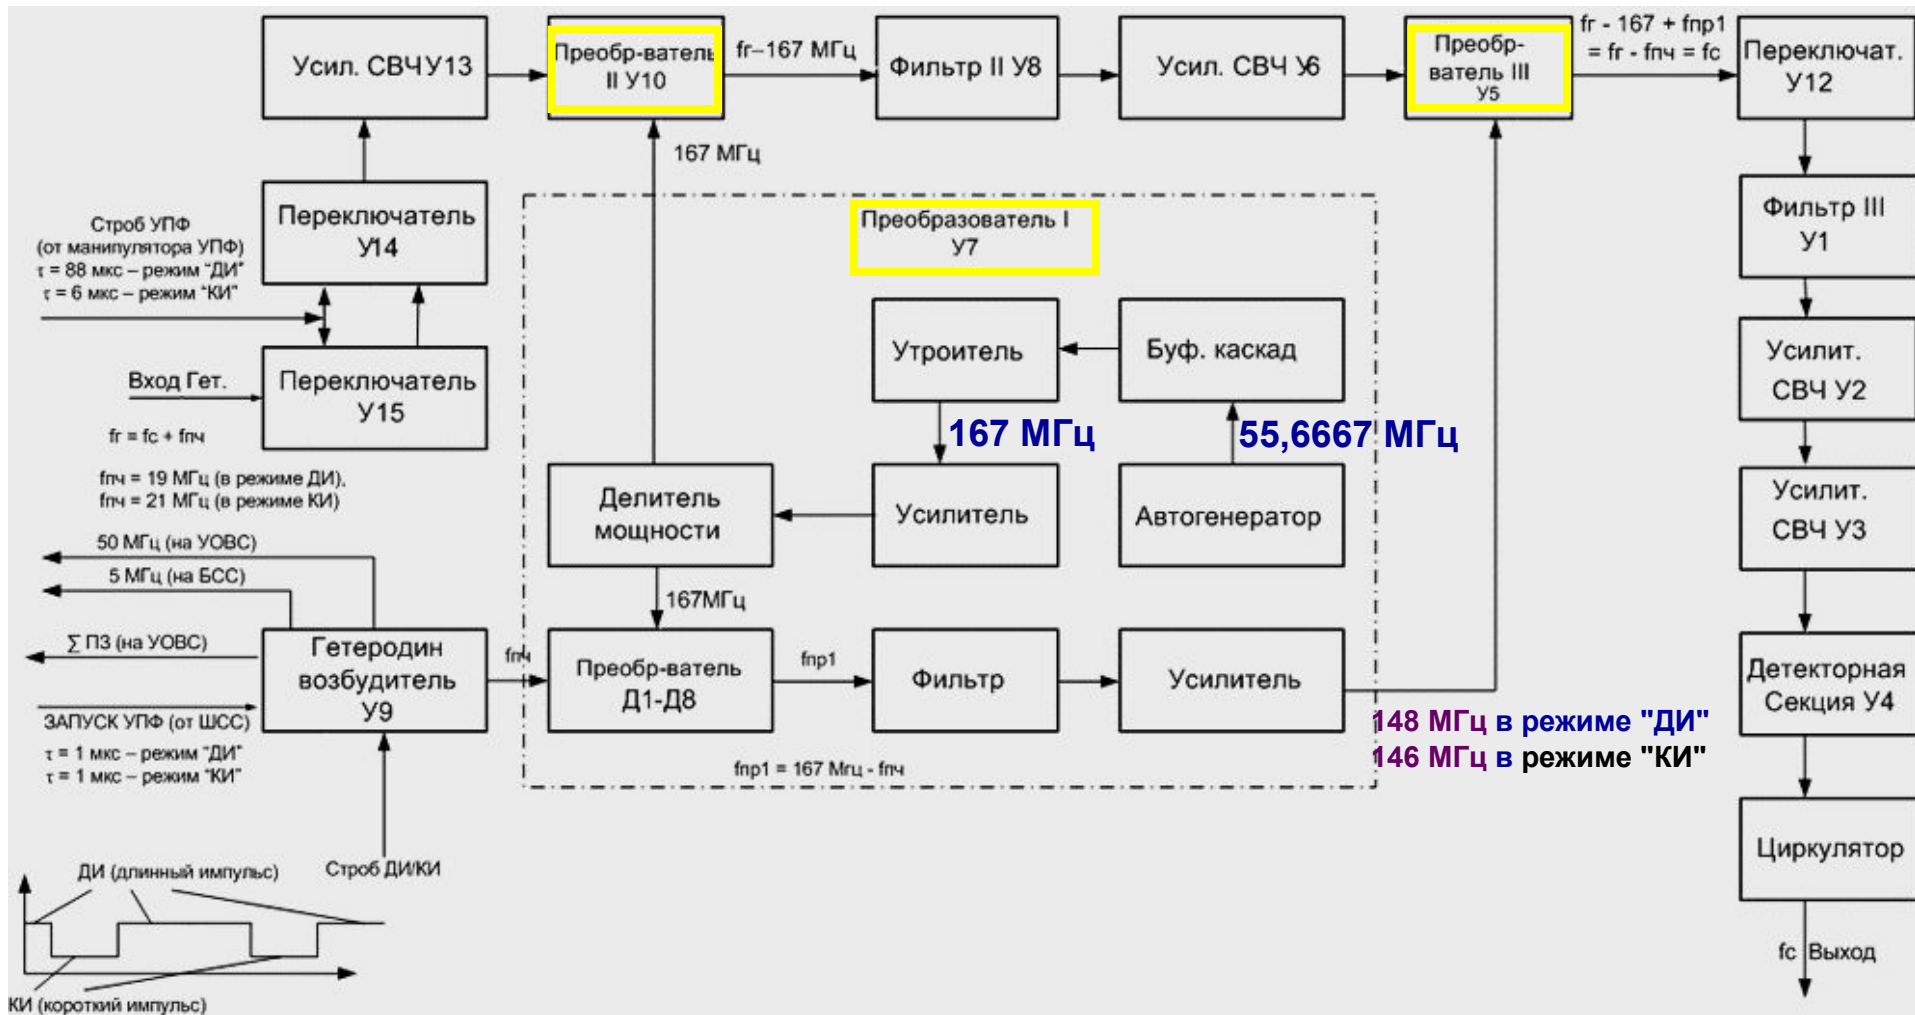 Усил. СВЧ У13
Преобр-ватель
II У10
fг–167 МГц
Фильтр II У8
Усил. СВЧ У6
Преобр-
ватель III
У5
fг - 167 + fпр1
= fг - fпч = fс
Переключат.
У12
167 МГц
Строб УПФ
(от манипулятора УПФ)
τ = 88 мкс – режим "ДИ"
τ = 6 мкс – режим "КИ"
Переключатель
У14
Преобразователь I
У7
Фильтр III
У1
Вход Гет.
Переключатель
У15
Утроитель
Буф. каскад
Усилит.
СВЧ У2
fг = fс + fпч
167 МГц
55,6667 МГц
fпч = 19 МГц (в режиме ДИ),
fпч = 21 МГц (в режиме КИ)
Делитель
мощности
Усилитель
Автогенератор
Усилит.
СВЧ У3
50 МГц (на УОВС)
5 МГц (на БСС)
167МГц
∑ ПЗ (на УОВС)
Гетеродин
возбудитель
У9
fпч
Преобр-ватель
Д1-Д8
fпр1
Фильтр
Усилитель
Детекторная
Секция У4
ЗАПУСК УПФ (от ШСС)
τ = 1 мкс – режим "ДИ"
τ = 1 мкс – режим "КИ"
fпр1 = 167 Мгц - fпч
148 МГц в режиме "ДИ"
146 МГц в режиме "КИ"
Циркулятор
ДИ (длинный импульс)
Строб ДИ/КИ
fс Выход
КИ (короткий импульс)